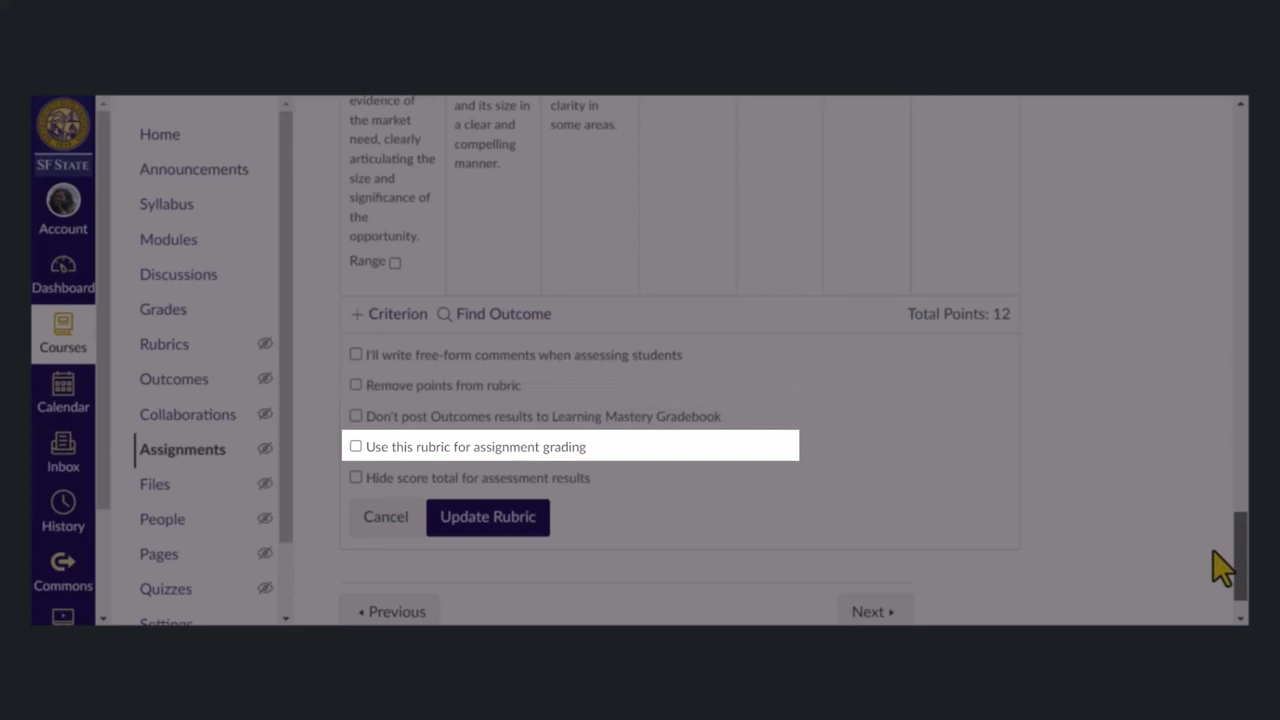 SF STATE
Account
Dashboard
Courses
Calendar
Inbox
History
Commons
Home
Announcements
Syllabus
Modules
Discussions
Grades
Rubrics
Outcomes
Collaborations
Assignments
Files
People
Pages
Quizzes
Settings
evidence of
the market
need, clearly
articulating the
size and
significance of
the
opportunity.
Range
and its size in
a clear and
compelling
manner.
clarity in
some areas.
+ Criterion Find Outcome Total Points: 12
I'll write free-form comments when assessing students
Remove points from rubric
Don't post Outcomes results to Learning Mastery Gradebook
Use this rubric for assignment grading
Hide score total for assessment results
Cancel Update Rubric
Previous Next